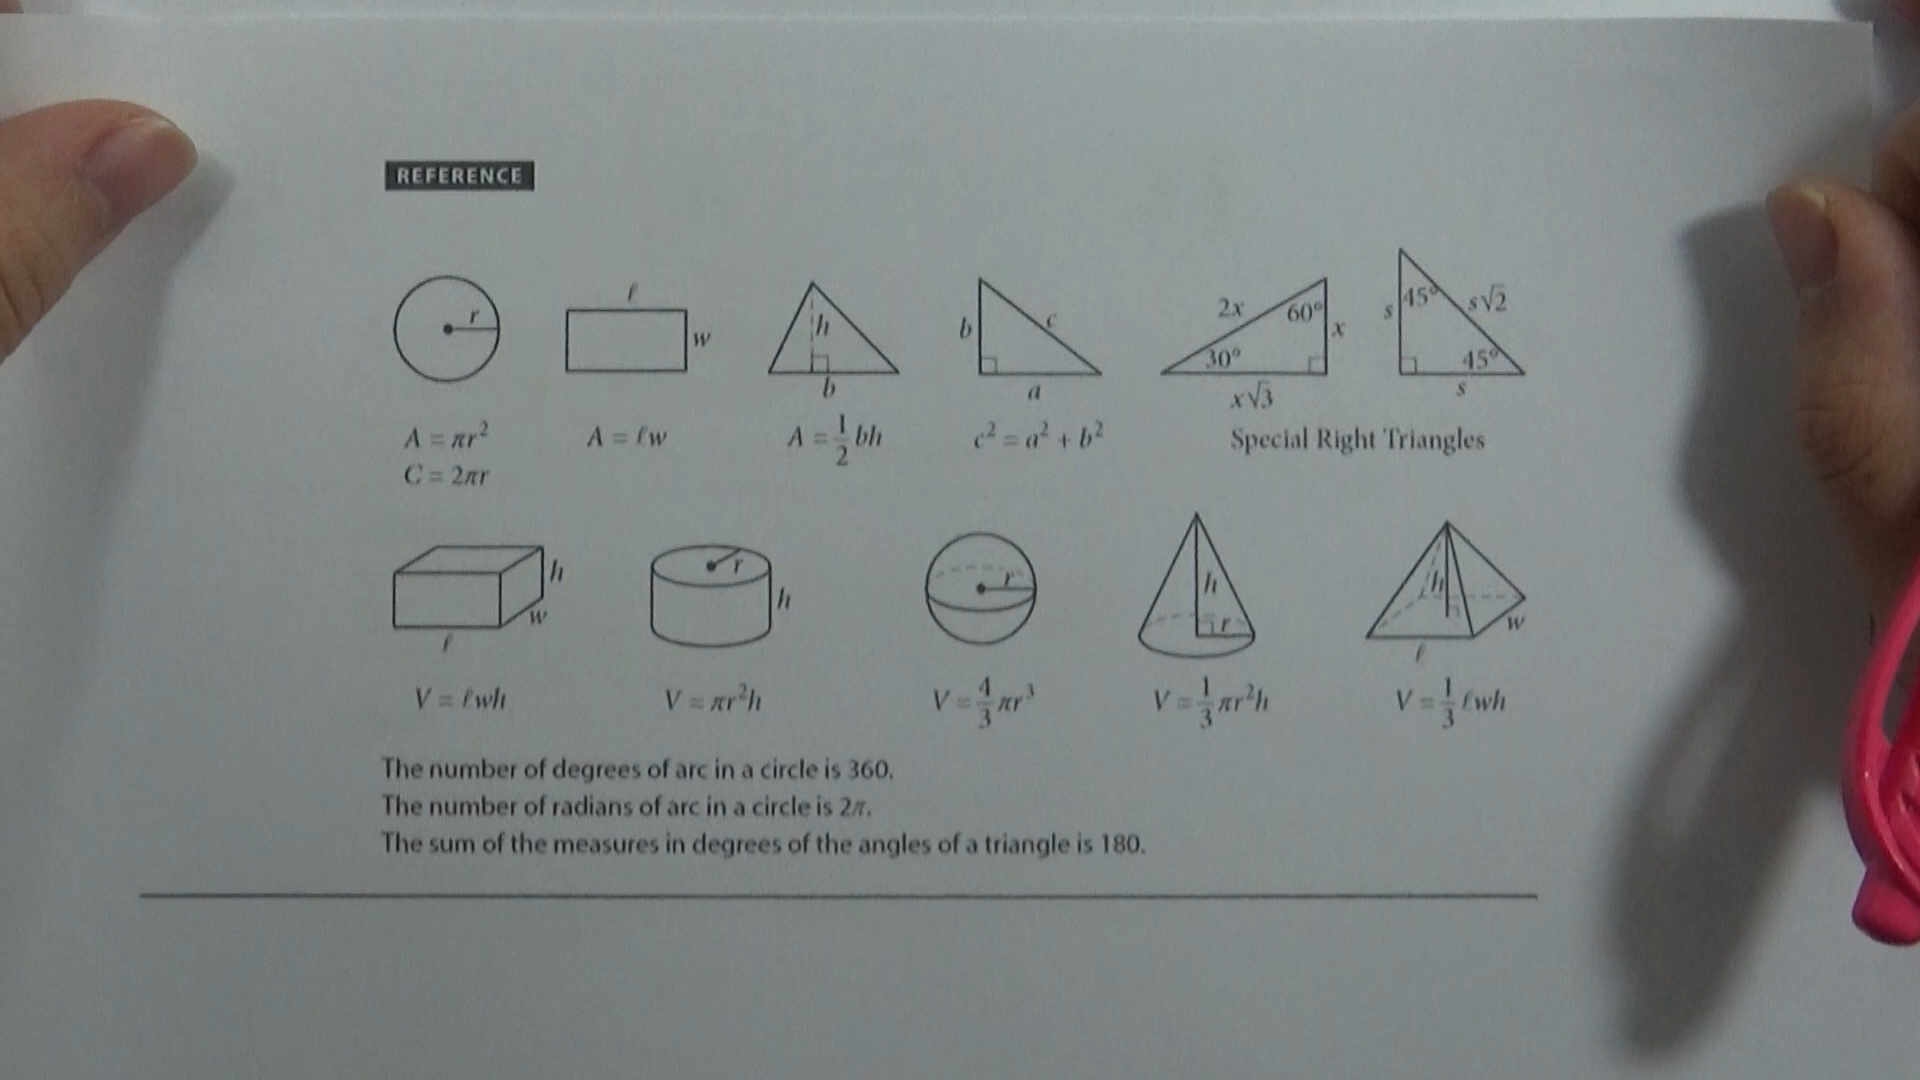 REFERENCE
r
ℓ
w
h
b
b
c
a
2x
60°
30°
x
x√3
s
45°
s√2
45°
s
A = πr²
C = 2πr
A = ℓw
A = 1/2 bh
c² = a² + b²
Special Right Triangles
h
w
ℓ
r
h
r
h
r
h
w
ℓ
V = ℓwh
V = πr²h
V = 4/3 πr³
V = 1/3 πr²h
V = 1/3 ℓwh
The number of degrees of arc in a circle is 360.
The number of radians of arc in a circle is 2π.
The sum of the measures in degrees of the angles of a triangle is 180.